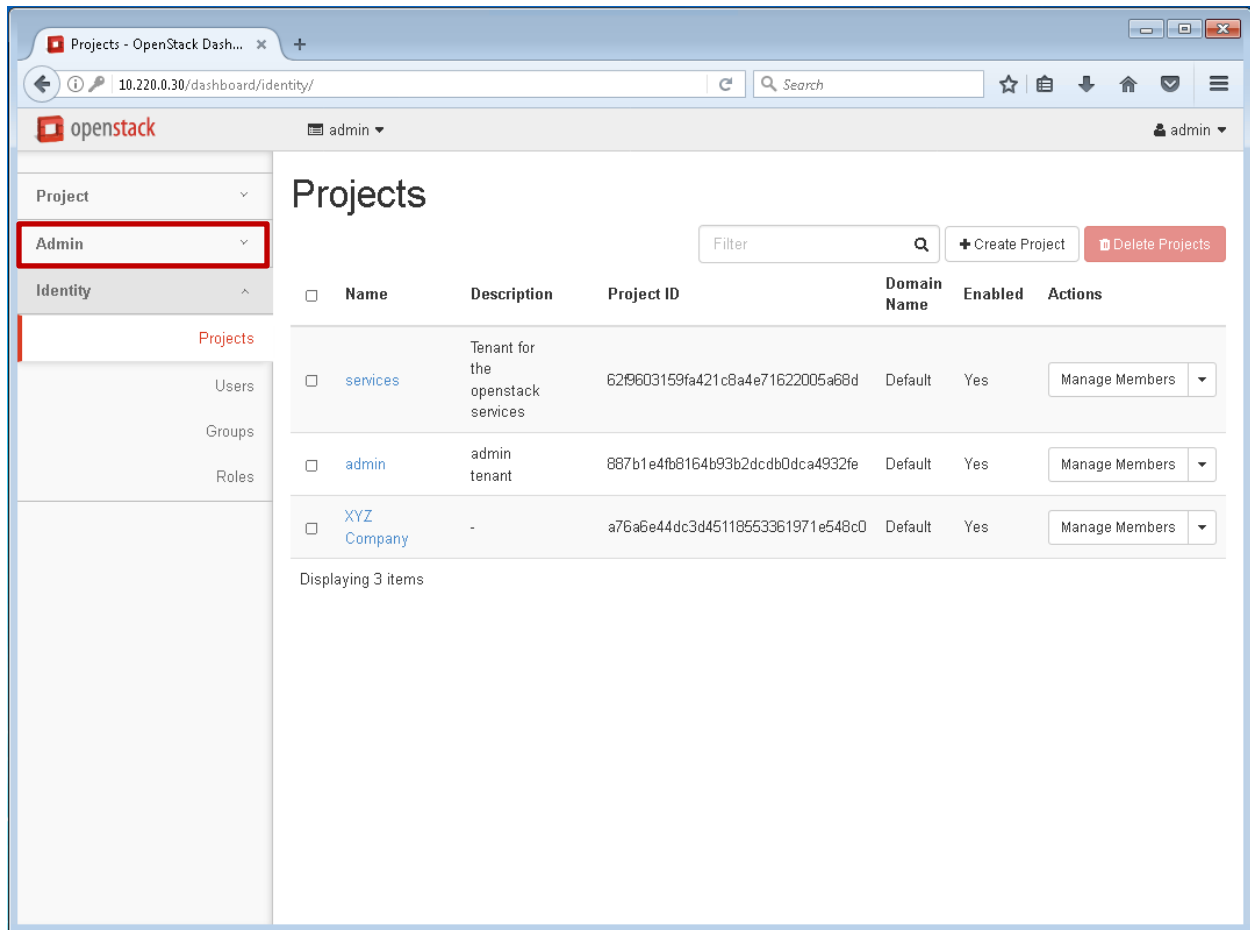 Projects - OpenStack Dash...
10.220.0.30/dashboard/identity/
Search
openstack
admin
admin
Project
Admin
Identity
Projects
Users
Groups
Roles
Projects
Filter
Create Project
Delete Projects
Name Description Project ID Domain Name Enabled Actions
services Tenant for the openstack services 62f9603159fa421c8a4e71622005a68d Default Yes Manage Members
admin admin tenant 887b1e4fb8164b93b2dcdb0dca4932fe Default Yes Manage Members
XYZ Company - a76a6e44dc3d45118553361971e548c0 Default Yes Manage Members
Displaying 3 items